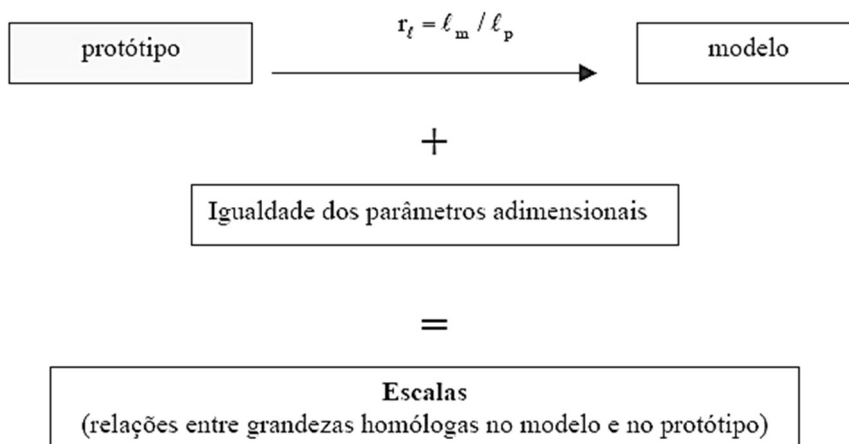 r_ℓ = ℓ_m / ℓ_p
protótipo
modelo
+
Igualdade dos parâmetros adimensionais
=
Escalas
(relações entre grandezas homólogas no modelo e no protótipo)